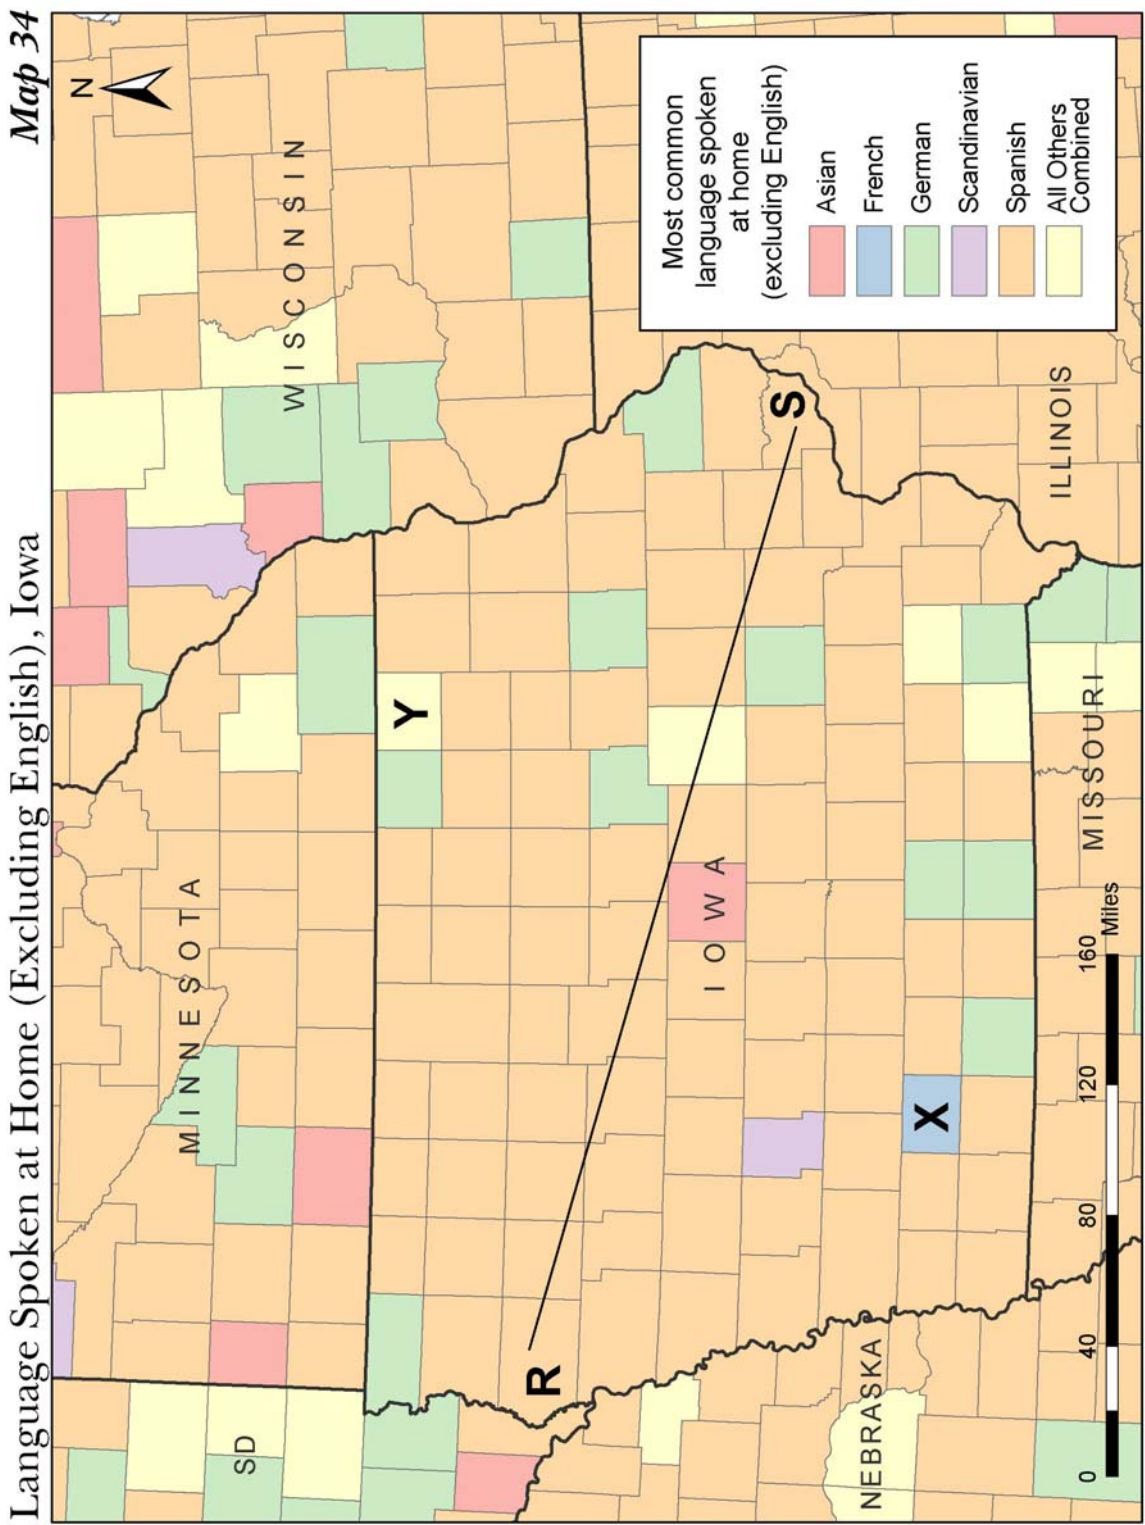 Language Spoken at Home (Excluding English), Iowa
Map 34
N
WISCONSIN
MINNESOTA
SD
Y
R
S
IOWA
X
NEBRASKA
ILLINOIS
MISSOURI
Most common
language spoken
at home
(excluding English)
Asian
French
German
Scandinavian
Spanish
All Others
Combined
0 40 80 120 160
Miles